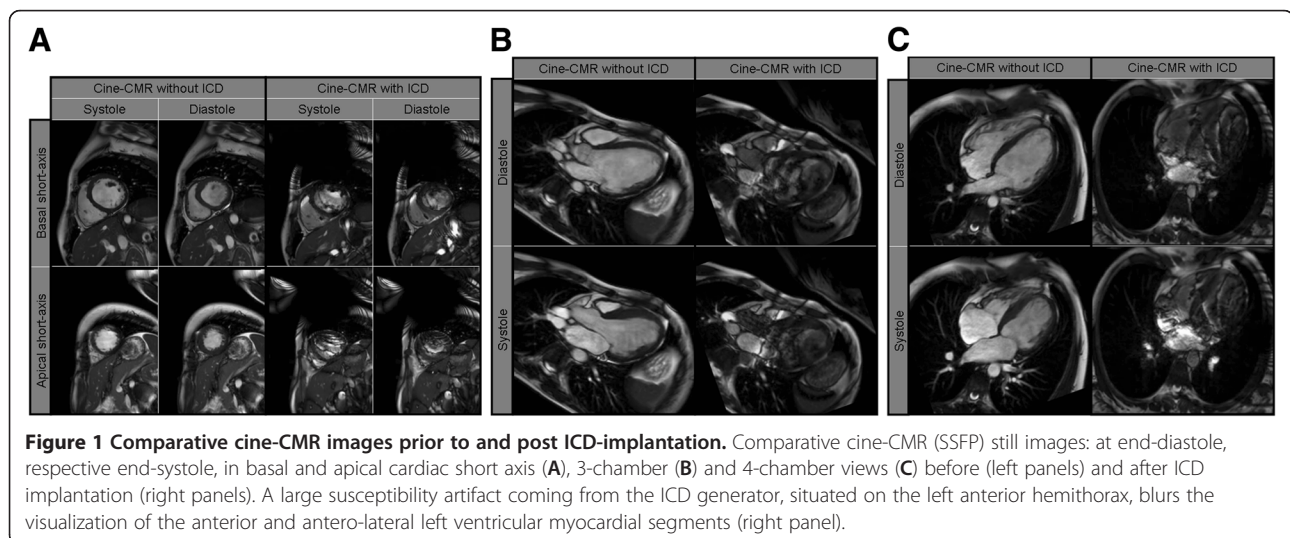 A
B
C
Cine-CMR without ICD
Cine-CMR with ICD
Systole
Diastole
Systole
Diastole
Basal short-axis
Apical short-axis
Cine-CMR without ICD
Cine-CMR with ICD
Diastole
Systole
Cine-CMR without ICD
Cine-CMR with ICD
Diastole
Systole
Figure 1 Comparative cine-CMR images prior to and post ICD-implantation. Comparative cine-CMR (SSFP) still images: at end-diastole,
respective end-systole, in basal and apical cardiac short axis (A), 3-chamber (B) and 4-chamber views (C) before (left panels) and after ICD
implantation (right panels). A large susceptibility artifact coming from the ICD generator, situated on the left anterior hemithorax, blurs the
visualization of the anterior and antero-lateral left ventricular myocardial segments (right panel).